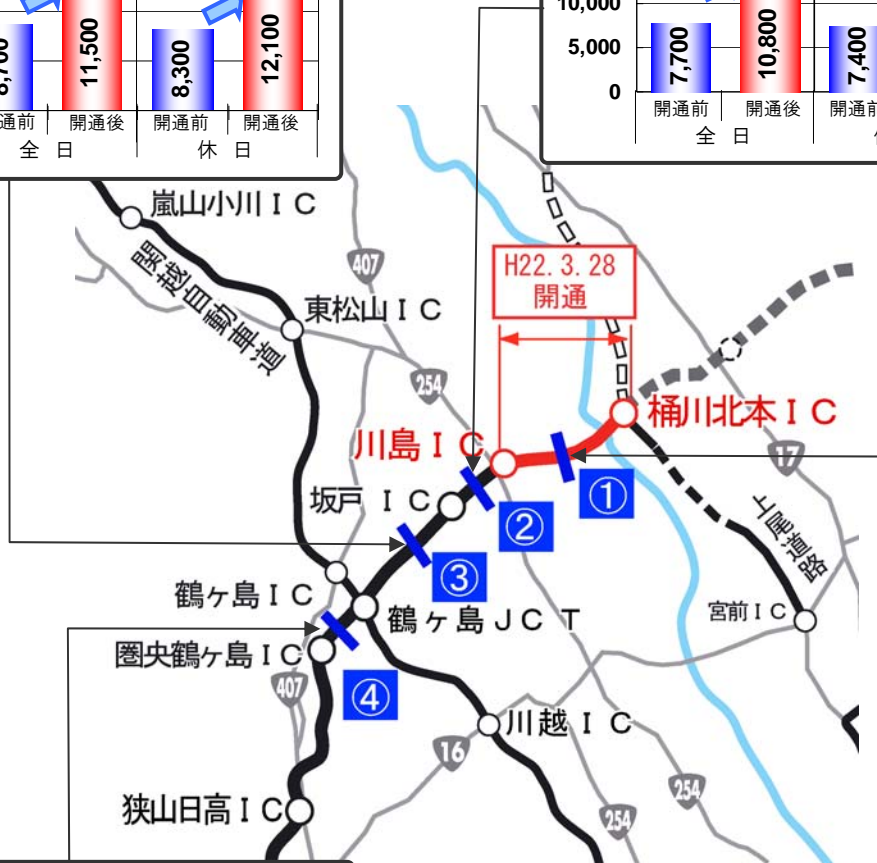 11,500
8,300
12,100
通前
開通後
開通前
開通後
全 日
休 日
10,000
5,000
0
7,700
10,800
7,400
開通前
開通後
全 日
嵐山小川ＩＣ
関越自動車道
407
東松山ＩＣ
H22.3.28
開通
254
桶川北本ＩＣ
川島ＩＣ
17
坂戸 ＩＣ
①
②
上尾道路
③
鶴ヶ島ＩＣ
鶴ヶ島ＪＣＴ
宮前ＩＣ
圏央鶴ヶ島ＩＣ
407
④
川越ＩＣ
16
254
狭山日高ＩＣ
254